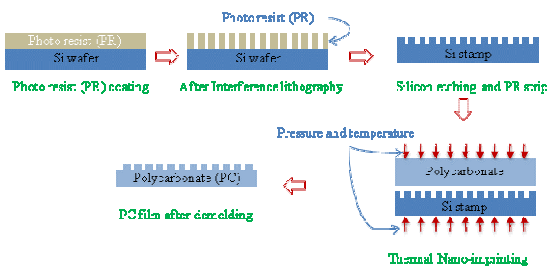 Photoresist (PR)
Photo resist (PR)
Si wafer
Si wafer
Si stamp
Photo resist (PR) coating
After Interference lithography
Silicon etching and PR strip
Pressure and temperature
Polycarbonate
Polycarbonate (PC)
Si stamp
PC film after demolding
Thermal Nano-imprinting